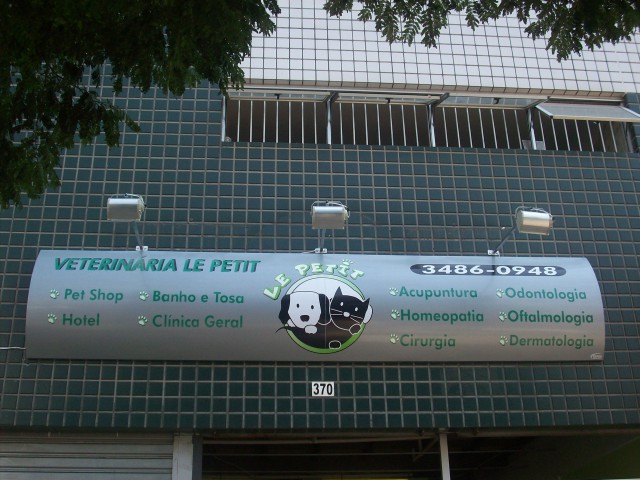 VETERINÁRIA LE PETIT
Pet Shop
Banho e Tosa
Hotel
Clínica Geral
LE PETIT
3486-0948
Acupuntura
Odontologia
Homeopatia
Oftalmologia
Cirurgia
Dermatologia
370